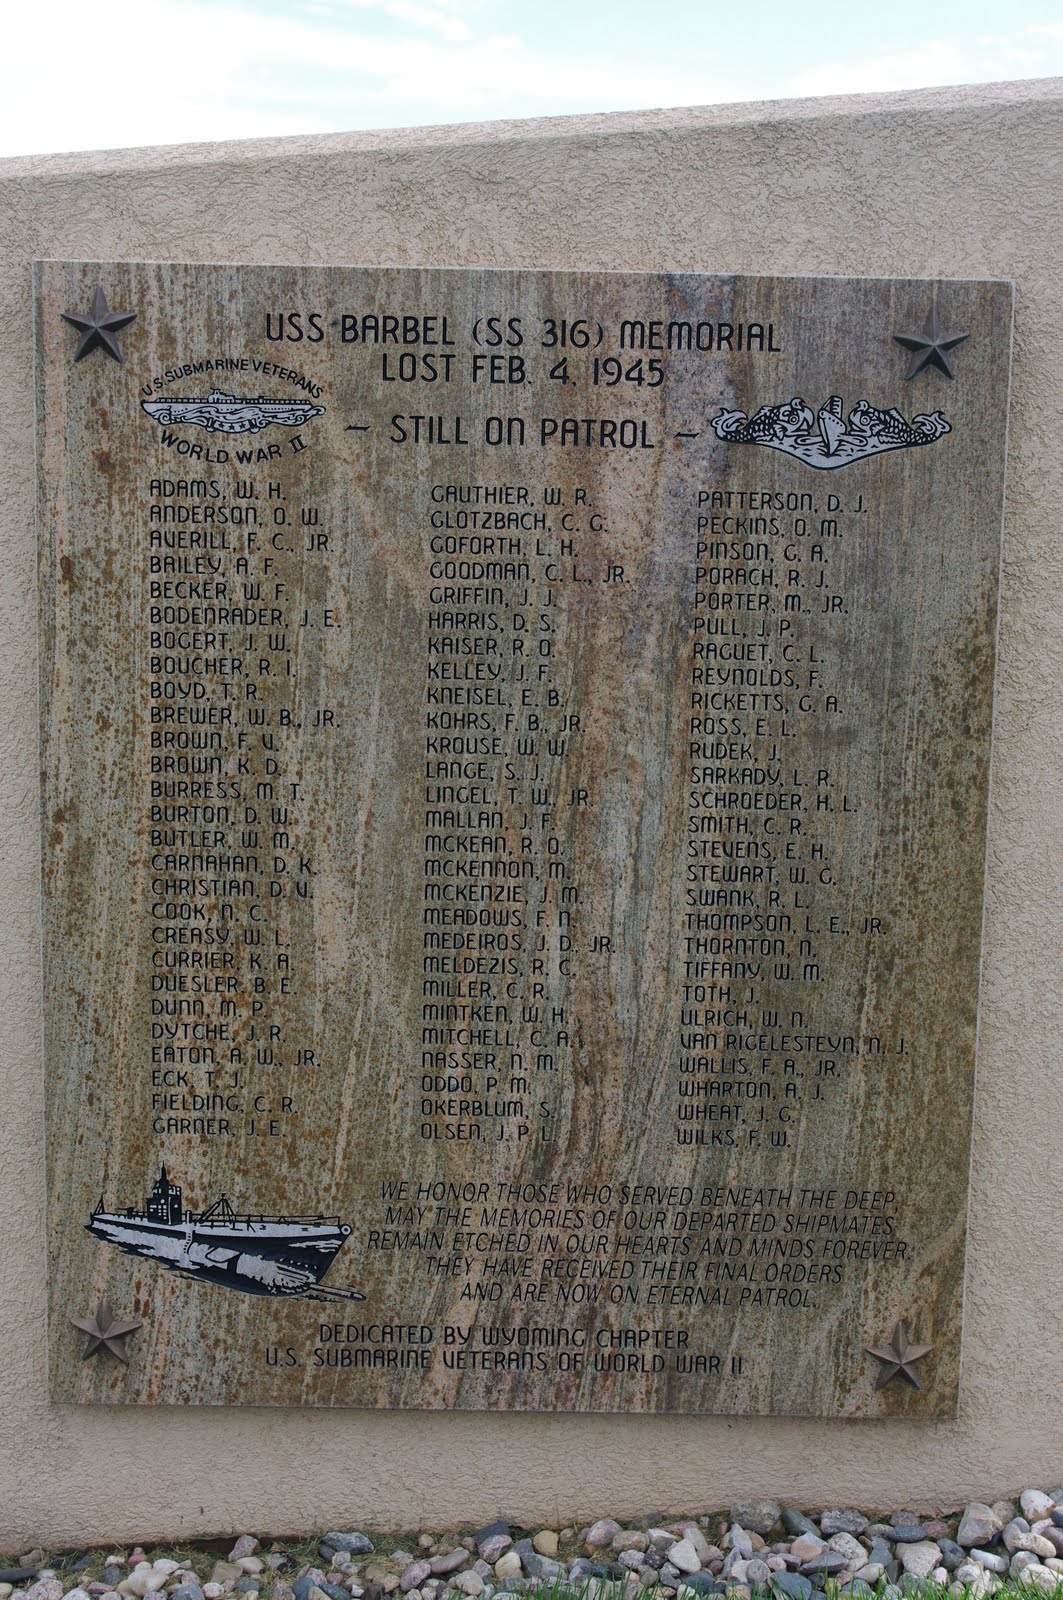 USS BARBEL (SS 316) MEMORIAL
LOST FEB. 4, 1945
U.S. SUBMARINE VETERANS
WORLD WAR II
~ STILL ON PATROL ~
ADAMS, W. H.
ANDERSON, O. W.
AVERILL, F. C., JR.
BAILEY, A. F.
BECKER, W. F.
BODENRADER, J. E.
BOGERT, J. W.
BOUCHER, R. I.
BOYD, T. R.
BREWER, W. B., JR.
BROWN, F. V.
BROWN, K. D.
BURRESS, M. T.
BURTON, D. W.
BUTLER, W. M.
CARNAHAN, D. K.
CHRISTIAN, D. V.
COOK, N. C.
CREASY, W. L.
CURRIER, K. A.
DUESLER, B. E.
DUNN, M. P.
DYTCHE, J. R.
EATON, A. W., JR.
ECK, T. J.
FIELDING, C. R.
GARNER, J. E.
GAUTHIER, W. R.
GLOTZBACH, C. G.
GOFORTH, L. H.
GOODMAN, C. L., JR.
GRIFFIN, J. J.
HARRIS, D. S.
KAISER, R. O.
KELLEY, J. F.
KNEISEL, E. B.
KOHRS, F. B., JR.
KROUSE, W. W.
LANGE, S. J.
LINGEL, T. W., JR.
MALLAN, J. F.
MCKEAN, R. O.
MCKENNON, M.
MCKENZIE, J. M.
MEADOWS, F. N.
MEDEIROS, J. D., JR.
MELDEZIS, R. C.
MILLER, C. R.
MINTKEN, W. H.
MITCHELL, C. A.
NASSER, N. M.
ODDO, P. M.
OKERBLUM, S.
OLSEN, J. P. L.
PATTERSON, D. J.
PECKINS, O. M.
PINSON, G. A.
PORACH, R. J.
PORTER, M., JR.
PULL, J. P.
RAGUET, C. L.
REYNOLDS, F.
RICKETTS, G. A.
ROSS, E. L.
RUDEK, J.
SARKADY, L. R.
SCHROEDER, H. L.
SMITH, C. R.
STEVENS, E. H.
STEWART, W. G.
SWANK, R. L.
THOMPSON, L. E., JR.
THORNTON, N.
TIFFANY, W. M.
TOTH, J.
ULRICH, W. N.
VAN RIGELESTEYN, N. J.
WALLIS, F. A., JR.
WHARTON, A. J.
WHEAT, J. G.
WILKS, F. W.
WE HONOR THOSE WHO SERVED BENEATH THE DEEP.
MAY THE MEMORIES OF OUR DEPARTED SHIPMATES
REMAIN ETCHED IN OUR HEARTS AND MINDS FOREVER.
THEY HAVE RECEIVED THEIR FINAL ORDERS
AND ARE NOW ON ETERNAL PATROL.
DEDICATED BY WYOMING CHAPTER
U.S. SUBMARINE VETERANS OF WORLD WAR II